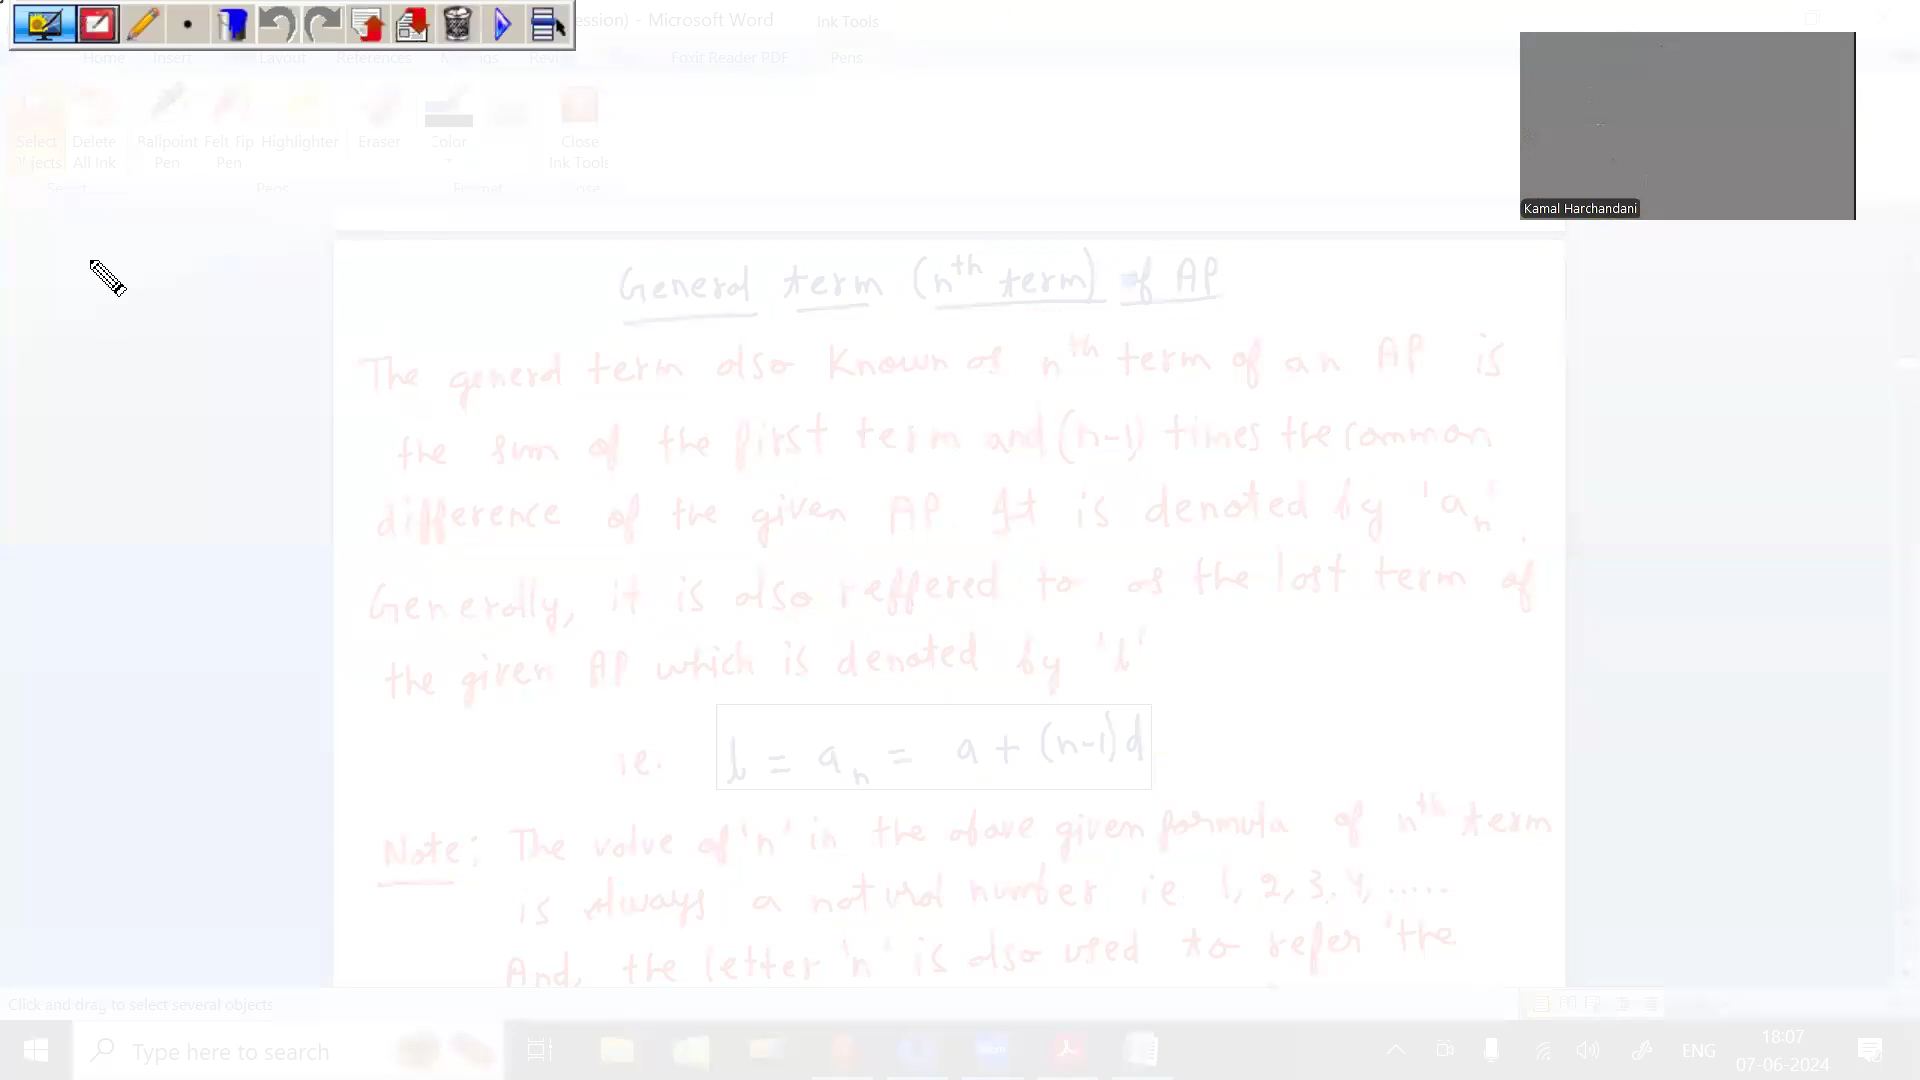 ession) - Microsoft Word
Ink Tools
Home Insert Layout References Revi Foxit Reader PDF Pens
Select Delete Ballpoint Felt Tip Highlighter Eraser Color Close
All Ink Pen Pen Ink Tools
Pens Format
Kamal Harchandani
General term (nth term) of AP
The general term also known as nth term of an AP is
the sum of the first term and (n-1) times the common
difference of the given AP. It is denoted by 'an'.
Generally, it is also reffered to as the last term of
the given AP which is denoted by 'l'
ie. l = an = a + (n-1)d
Note: The value of 'n' in the above given formula of nth term
is always a natural number ie. 1, 2, 3, 4, .....
And, the letter 'n' is also used to refer the
Click and drag to select several objects
Type here to search
ENG
18:07
07-06-2024